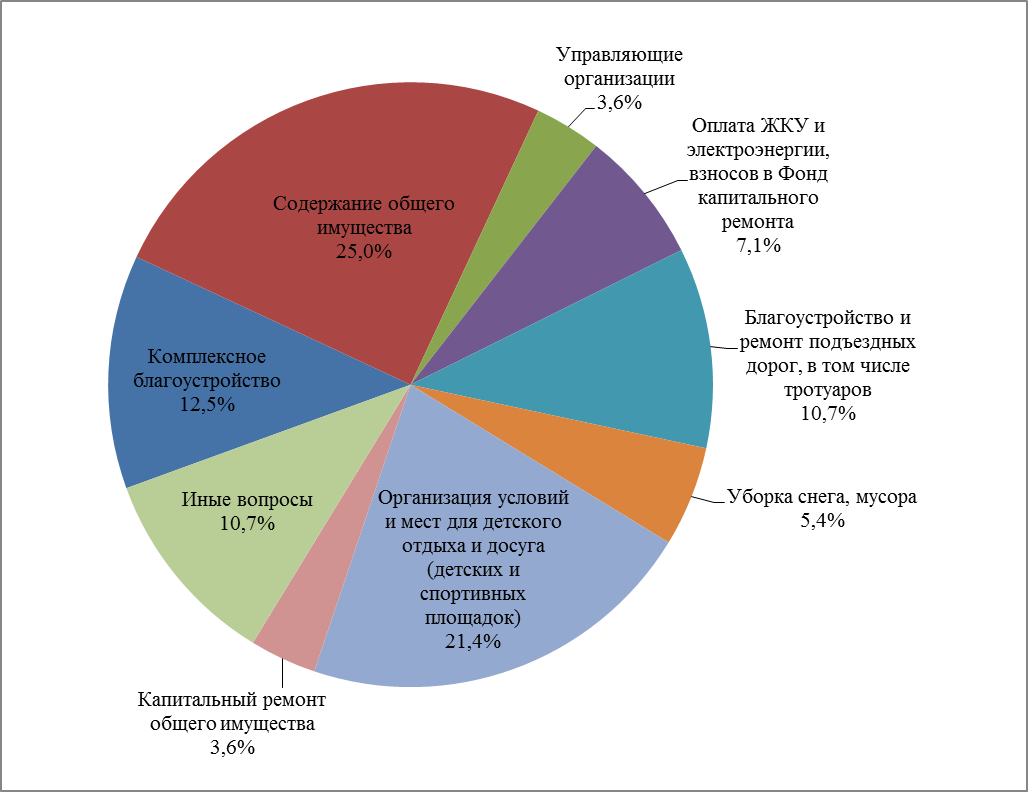 Управляющие
организации
3,6%
Оплата ЖКУ и
электроэнергии,
взносов в Фонд
капитального
ремонта
7,1%
Содержание общего
имущества
25,0%
Благоустройство и
ремонт подъездных
дорог, в том числе
тротуаров
10,7%
Комплексное
благоустройство
12,5%
Уборка снега, мусора
5,4%
Организация условий
и мест для детского
отдыха и досуга
(детских и
спортивных
площадок)
21,4%
Иные вопросы
10,7%
Капитальный ремонт
общего имущества
3,6%